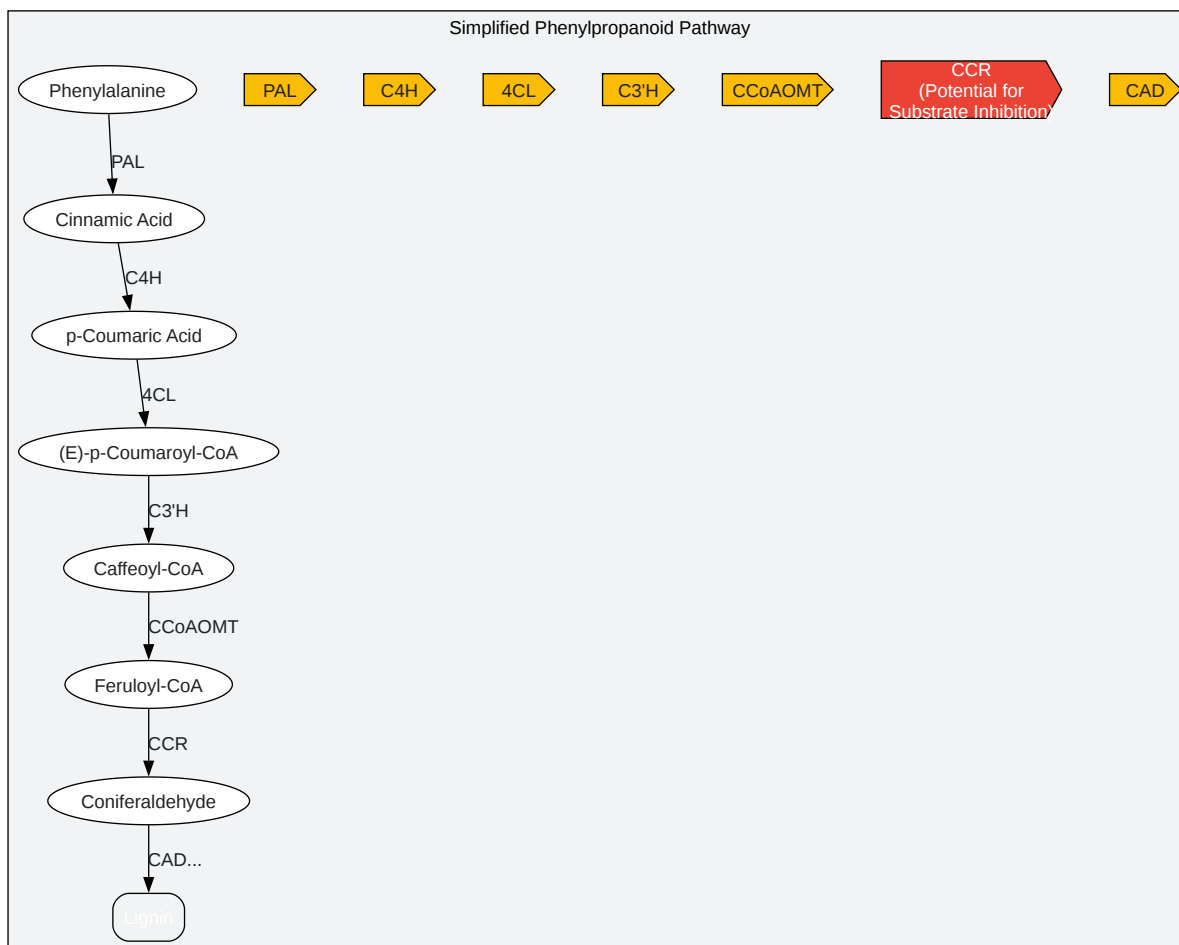 Simplified Phenylpropanoid Pathway
Phenylalanine
PAL
C4H
4CL
C3'H
CCoAOMT
CCR
(Potential for
Substrate Inhibition)
CAD
PAL
Cinnamic Acid
C4H
p-Coumaric Acid
4CL
(E)-p-Coumaroyl-CoA
C3'H
Caffeoyl-CoA
CCoAOMT
Feruloyl-CoA
CCR
Coniferaldehyde
CAD...
Lignin